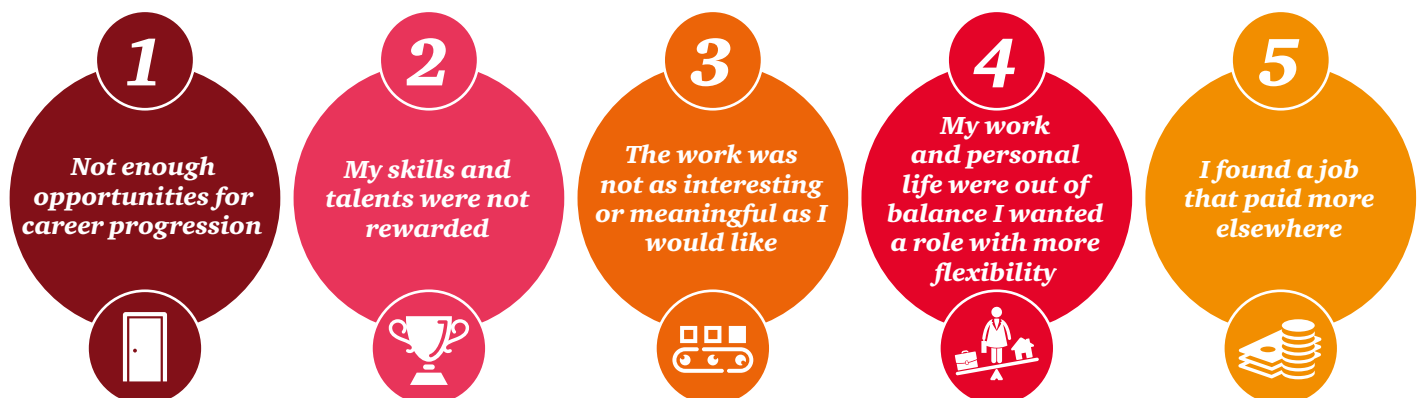 1
Not enough
opportunities for
career progression
2
My skills and
talents were not
rewarded
3
The work was
not as interesting
or meaningful as I
would like
4
My work
and personal
life were out of
balance I wanted
a role with more
flexibility
5
I found a job
that paid more
elsewhere